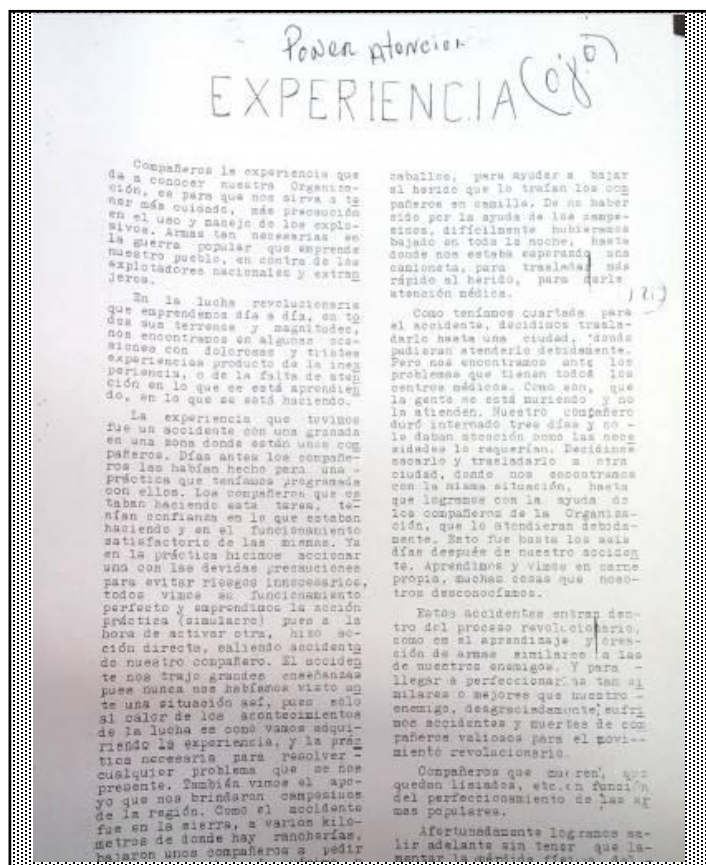 Poner Atencion
EXPERIENCIA (ojo)
Compañeros la experiencia que
da a conocer nuestra Organiza-
ción, es para que nos sirva a te
ner más cuidado, más precaución
en el uso y manejo de los explo-
sivos. Armas tan necesarias en
la guerra popular que emprende
nuestro pueblo, en contra de los
explotadores nacionales y extran
jeros.
En la lucha revolucionaria
que emprendemos día a día, en to
dos sus terrenos y magnitudes,
nos encontramos en algunas oca-
siones con dolorosas y tristes
experiencias producto de la inex
periencia, o de la falta de aten
ción en lo que se está aprendien
do, en lo que se está haciendo.
La experiencia que tuvimos
fue un accidente con una granada
en una zona donde están unos com
pañeros. Días antes los compañe-
ros las habían hecho para una -
práctica que teníamos programada
con ellos. Los compañeros que es
taban haciendo esta tarea, te-
nían confianza en lo que estaban
haciendo y en el funcionamiento
satisfactorio de las mismas. Ya
en la práctica hicimos accionar
una con las devidas precauciones
para evitar riesgos innecesarios,
todos vimos su funcionamiento
perfecto y emprendimos la acción
práctica (simulacro) pues a la
hora de activar otra, hizo ac-
ción directa, saliendo accidenta
do nuestro compañero. El acciden
te nos trajo grandes enseñanzas
pues nunca nos habíamos visto an
te una situación así, pues sólo
al calor de los acontecimientos
de la lucha es como vamos adqui-
riendo la experiencia, y la prác
tica necesaria para resolver -
cualquier problema que se nos
presente. También vimos el apo-
yo que nos brindaron campesinos
de la región. Como el accidente
fue en la sierra, a varios kiló-
metros de donde hay rancherías,
bajaron unos compañeros a pedir
caballos, para ayudar a bajar
al herido que lo traían los com
pañeros en camilla. De no haber
sido por la ayuda de los campe-
sinos, difícilmente hubieramos
bajado en toda la noche, hasta
donde nos estaba esperando una
camioneta, para trasladar más
rápido al herido, para darle
atención médica.
Como teníamos cuartada para
el accidente, decidimos trasla-
darlo hasta una ciudad, donde
pudieran atenderlo debidamente.
Pero nos encontramos ante los
problemas que tienen todos los
centros médicos. Como son, que
la gente se está muriendo y no
la atienden. Nuestro compañero
duró internado tres días y no -
le daban atención como las nece
sidades lo requerían. Decidimos
sacarlo y trasladarlo a otra
ciudad, donde nos encontramos
con la misma situación, hasta
que logramos con la ayuda de
los compañeros de la Organiza-
ción, que lo atendieran debida-
mente. Esto fue hasta los seis
días después de nuestro acciden
te. Aprendimos y vimos en carne
propia, muchas cosas que noso-
tros desconocíamos.
Estos accidentes entran den-
tro del proceso revolucionario,
como en el aprendizaje y crea-
ción de armas similares a las
de nuestros enemigos. Y para -
llegar a perfeccionarlas tan si
milares o mejores que nuestro -
enemigo, desgraciadamente, sufri
mos accidentes y muertes de com
pañeros valiosos para el movi-
miento revolucionario.
Compañeros que mueren, que
quedan lisiados, etc. en función
del perfeccionamiento de las ar
mas populares.
Afortunadamente logramos sa-
lir adelante sin tener que la-
mentar la pérdida física del